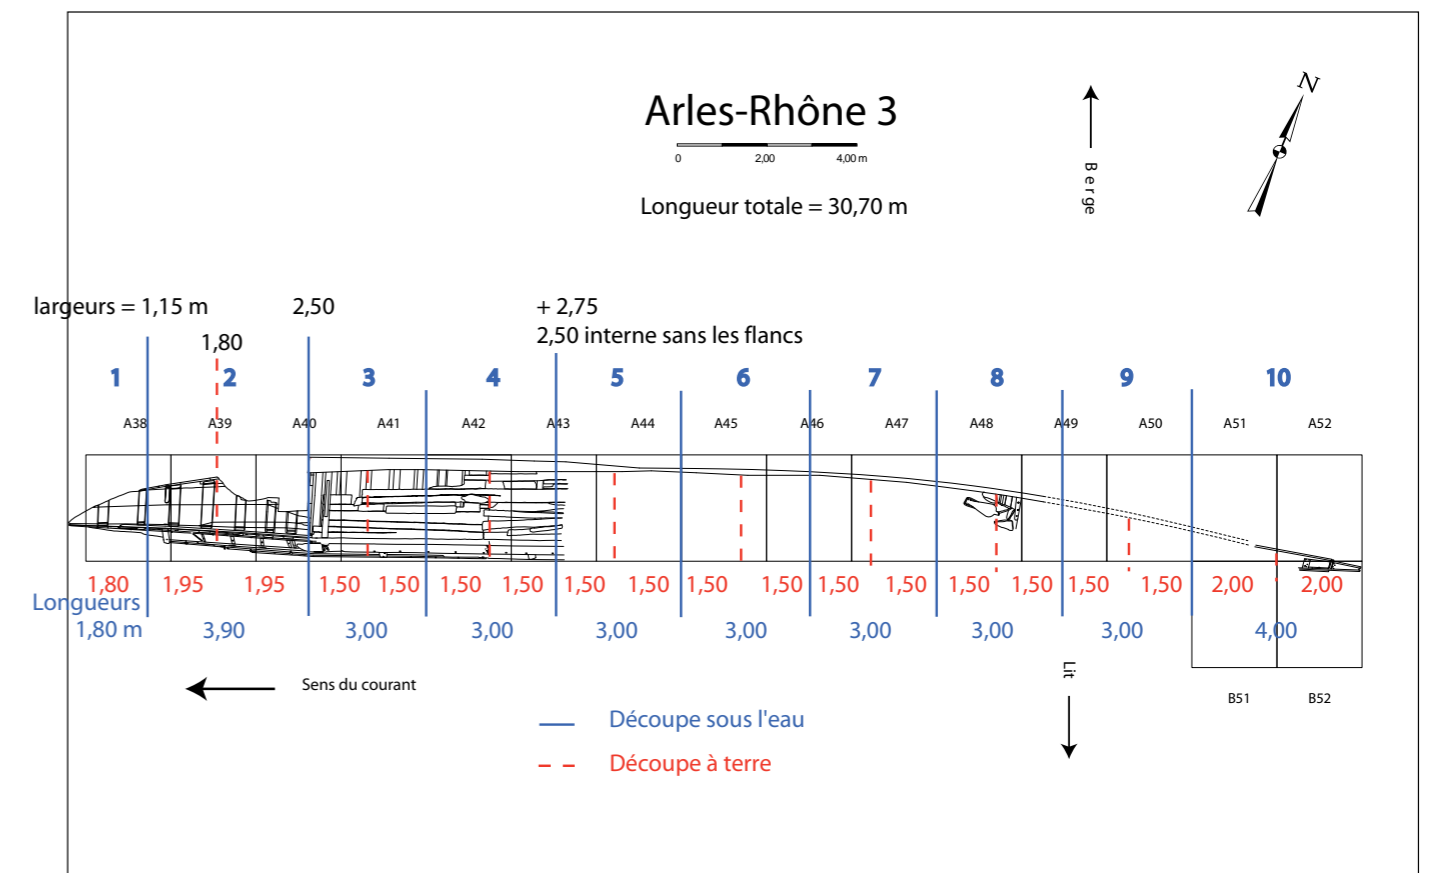 Arles-Rhône 3
0 2,00 4,00 m
Longueur totale = 30,70 m
Berge
N
largeurs = 1,15 m 2,50 + 2,75
1,80 2,50 interne sans les flancs
1 2 3 4 5 6 7 8 9 10
A38 A39 A40 A41 A42 A43 A44 A45 A46 A47 A48 A49 A50 A51 A52
1,80 1,95 1,95 1,50 1,50 1,50 1,50 1,50 1,50 1,50 1,50 1,50 1,50 1,50 1,50 1,50 1,50 2,00 2,00
Longueurs
1,80 m 3,90 3,00 3,00 3,00 3,00 3,00 3,00 3,00 4,00
Sens du courant
Lit
B51 B52
Découpe sous l'eau
Découpe à terre